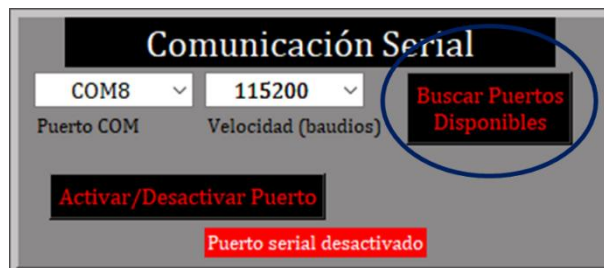 Comunicación Serial
COM8 115200 Buscar Puertos
Disponibles
Puerto COM Velocidad (baudios)
Activar/Desactivar Puerto
Puerto serial desactivado